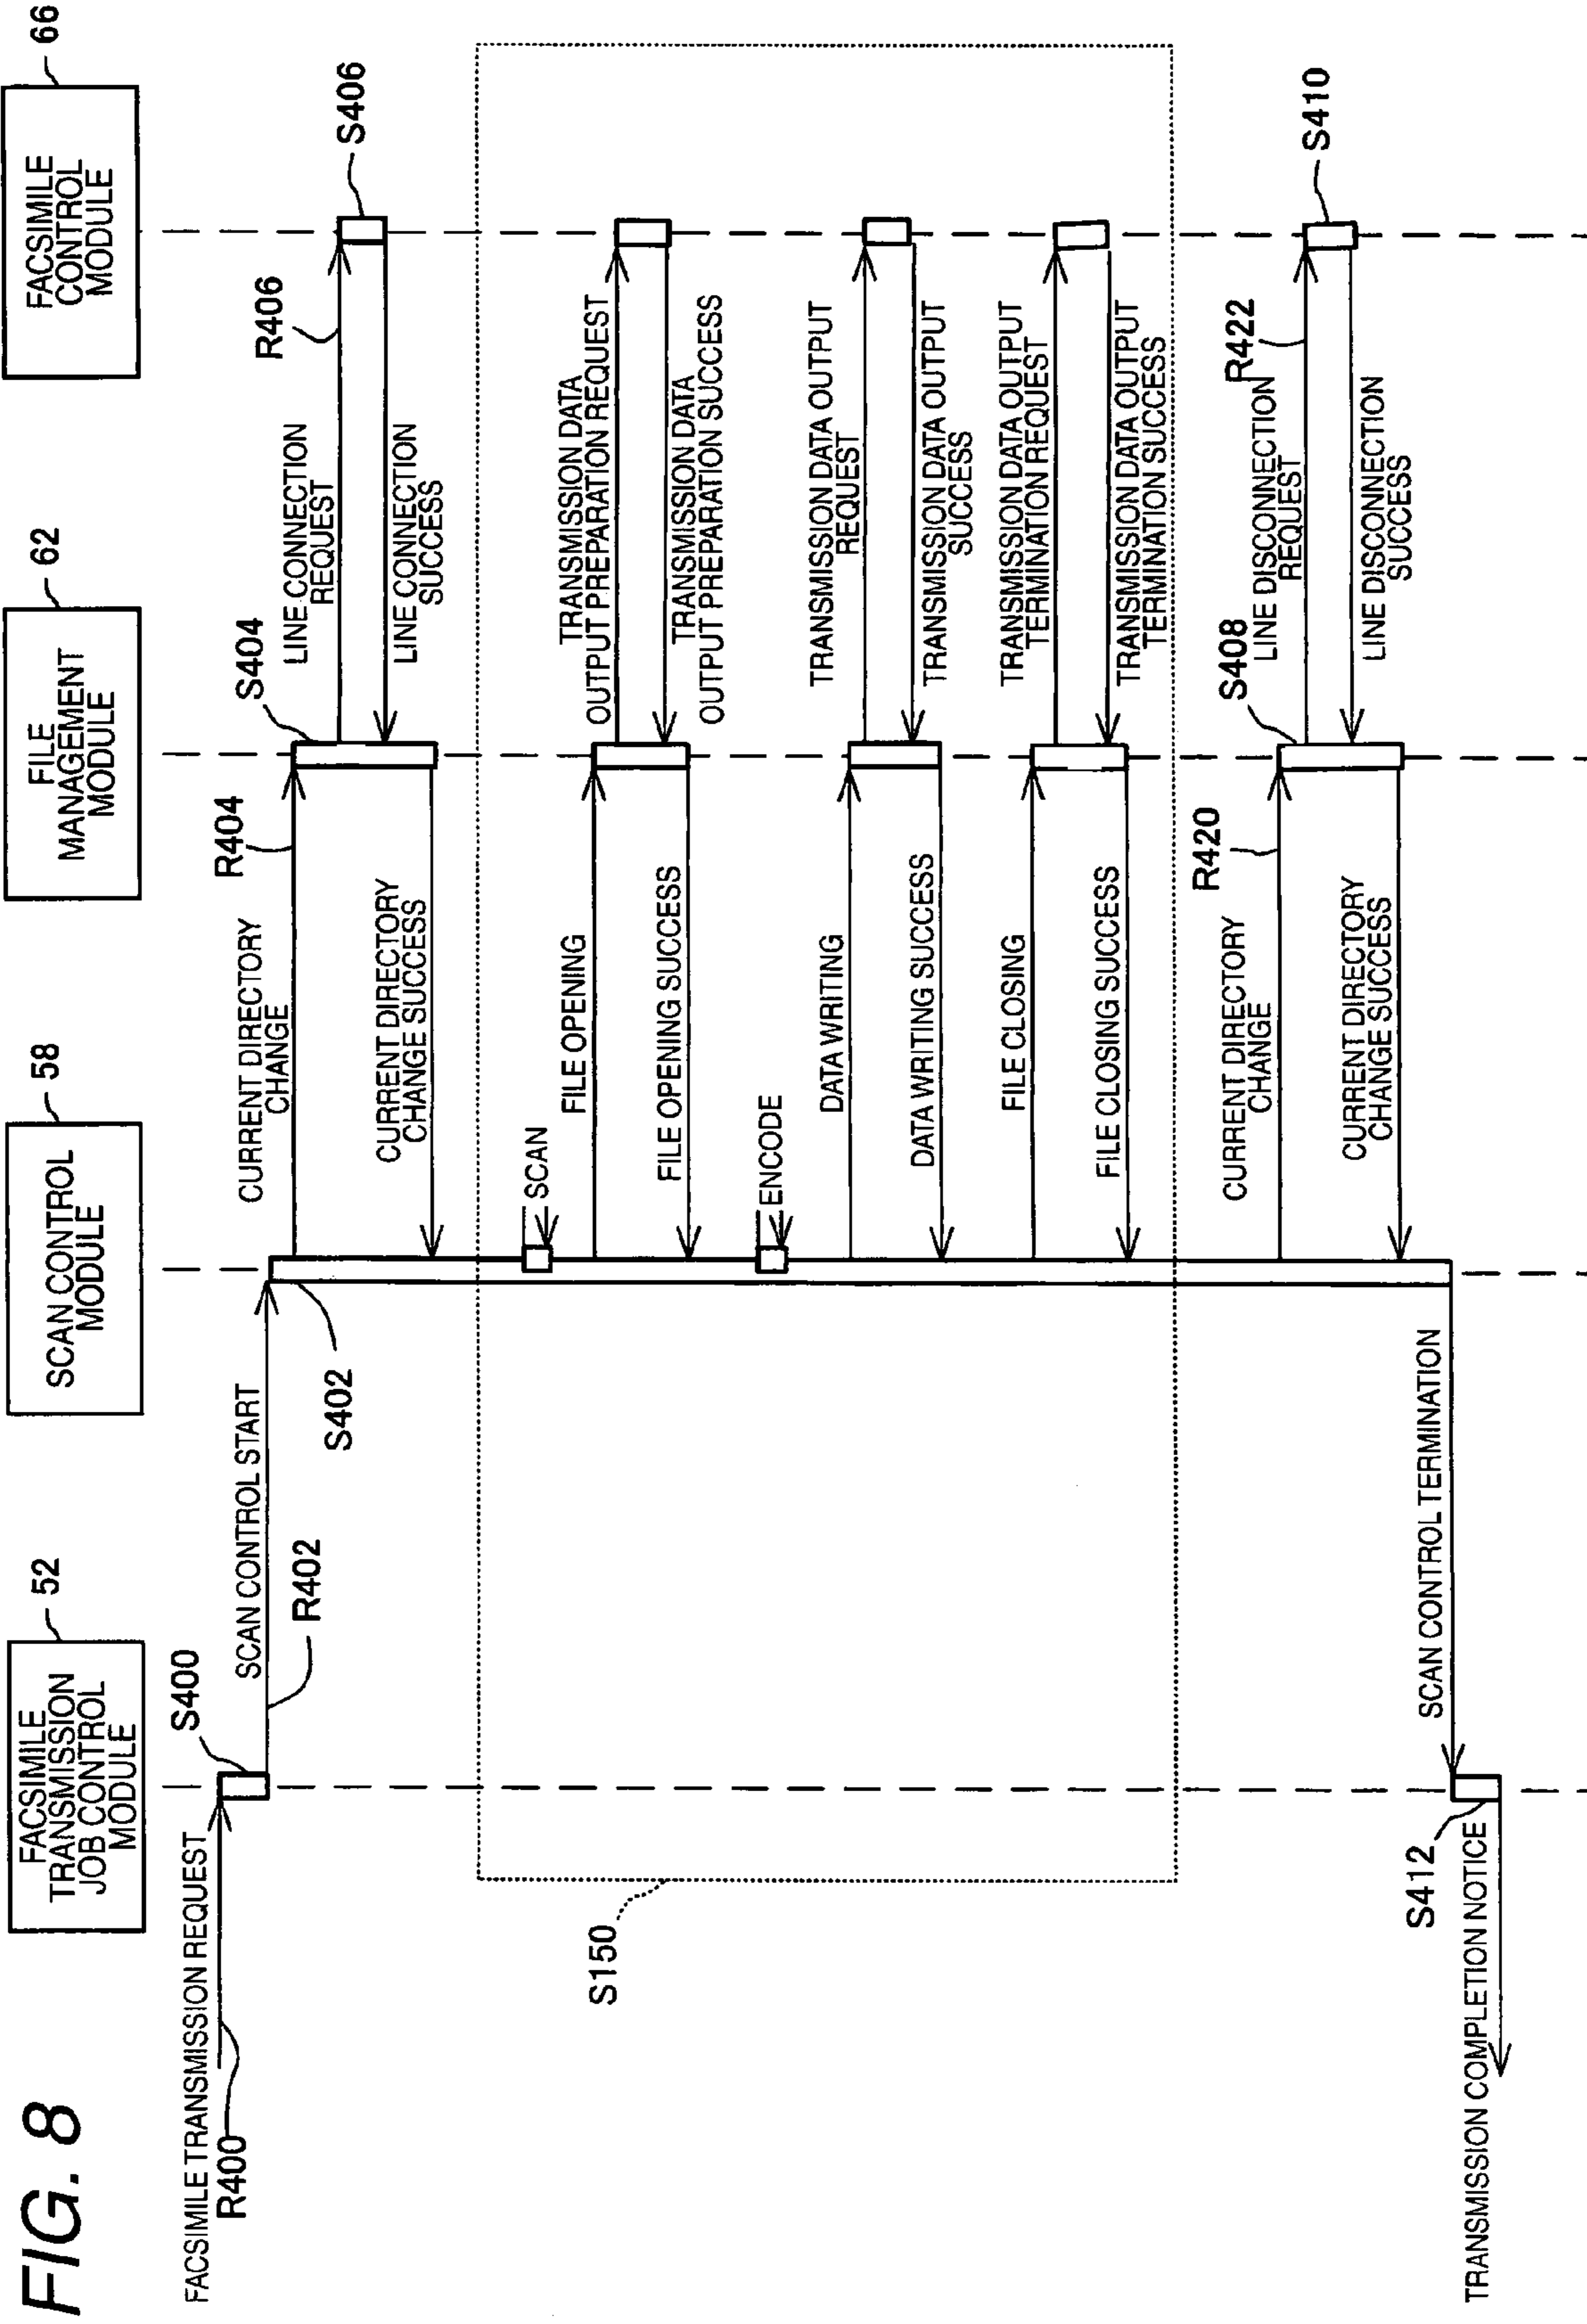 FIG. 8
FACSIMILE
TRANSMISSION
JOB CONTROL
MODULE
52
SCAN CONTROL
MODULE
58
FILE
MANAGEMENT
MODULE
62
FACSIMILE
CONTROL
MODULE
66
FACSIMILE TRANSMISSION REQUEST
R400
S400
SCAN CONTROL START
R402
S402
CURRENT DIRECTORY
CHANGE
R404
S404
LINE CONNECTION
REQUEST
R406
S406
LINE CONNECTION
SUCCESS
CURRENT DIRECTORY
CHANGE SUCCESS
S150
SCAN
FILE OPENING
TRANSMISSION DATA
OUTPUT PREPARATION REQUEST
TRANSMISSION DATA
OUTPUT PREPARATION SUCCESS
FILE OPENING SUCCESS
ENCODE
DATA WRITING
TRANSMISSION DATA OUTPUT
REQUEST
TRANSMISSION DATA OUTPUT
SUCCESS
DATA WRITING SUCCESS
FILE CLOSING
TRANSMISSION DATA OUTPUT
TERMINATION REQUEST
TRANSMISSION DATA OUTPUT
TERMINATION SUCCESS
FILE CLOSING SUCCESS
CURRENT DIRECTORY
CHANGE
R420
S408
LINE DISCONNECTION
REQUEST
R422
S410
LINE DISCONNECTION
SUCCESS
CURRENT DIRECTORY
CHANGE SUCCESS
SCAN CONTROL TERMINATION
S412
TRANSMISSION COMPLETION NOTICE